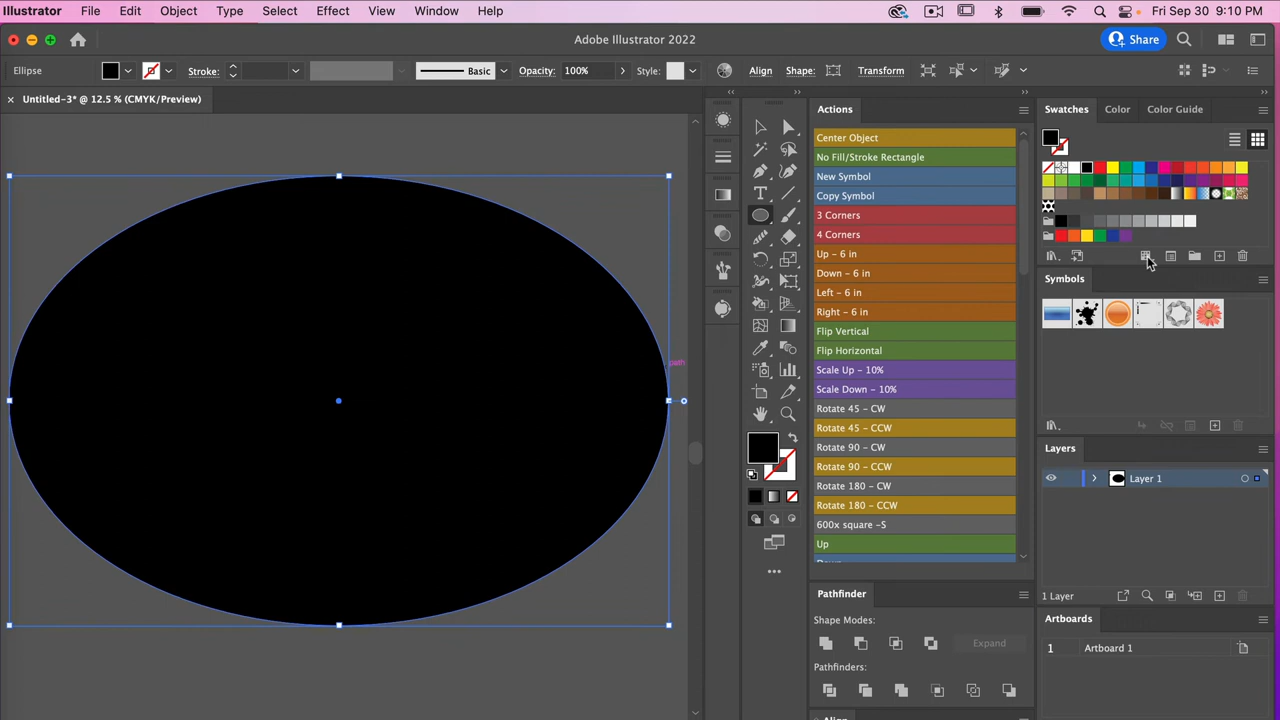 Illustrator File Edit Object Type Select Effect View Window Help Fri Sep 30 9:10 PM
Adobe Illustrator 2022 Share
Ellipse Stroke: Basic Opacity: 100% Style: Align Shape: Transform
× Untitled-3* @ 12.5 % (CMYK/Preview)
path
Actions
Center Object
No Fill/Stroke Rectangle
New Symbol
Copy Symbol
3 Corners
4 Corners
Up - 6 in
Down - 6 in
Left - 6 in
Right - 6 in
Flip Vertical
Flip Horizontal
Scale Up - 10%
Scale Down - 10%
Rotate 45 - CW
Rotate 45 - CCW
Rotate 90 - CW
Rotate 90 - CCW
Rotate 180 - CW
Rotate 180 - CCW
600x square -S
Up
Pathfinder
Shape Modes:
Expand
Pathfinders:
Align
Swatches Color Color Guide
Symbols
Layers
Layer 1
1 Layer
Artboards
1 Artboard 1